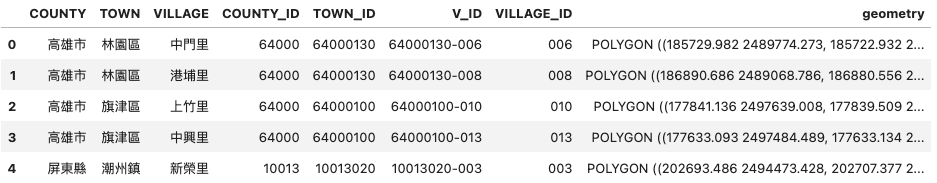 COUNTY TOWN VILLAGE COUNTY_ID TOWN_ID V_ID VILLAGE_ID geometry
0 高雄市 林園區 中門里 64000 64000130 64000130-006 006 POLYGON ((185729.982 2489774.273, 185722.932 2...
1 高雄市 林園區 港埔里 64000 64000130 64000130-008 008 POLYGON ((186890.686 2489068.786, 186880.556 2...
2 高雄市 旗津區 上竹里 64000 64000100 64000100-010 010 POLYGON ((177841.136 2497639.008, 177839.509 2...
3 高雄市 旗津區 中興里 64000 64000100 64000100-013 013 POLYGON ((177633.093 2497484.489, 177633.134 2...
4 屏東縣 潮州鎮 新榮里 10013 10013020 10013020-003 003 POLYGON ((202693.486 2494473.428, 202707.377 2...